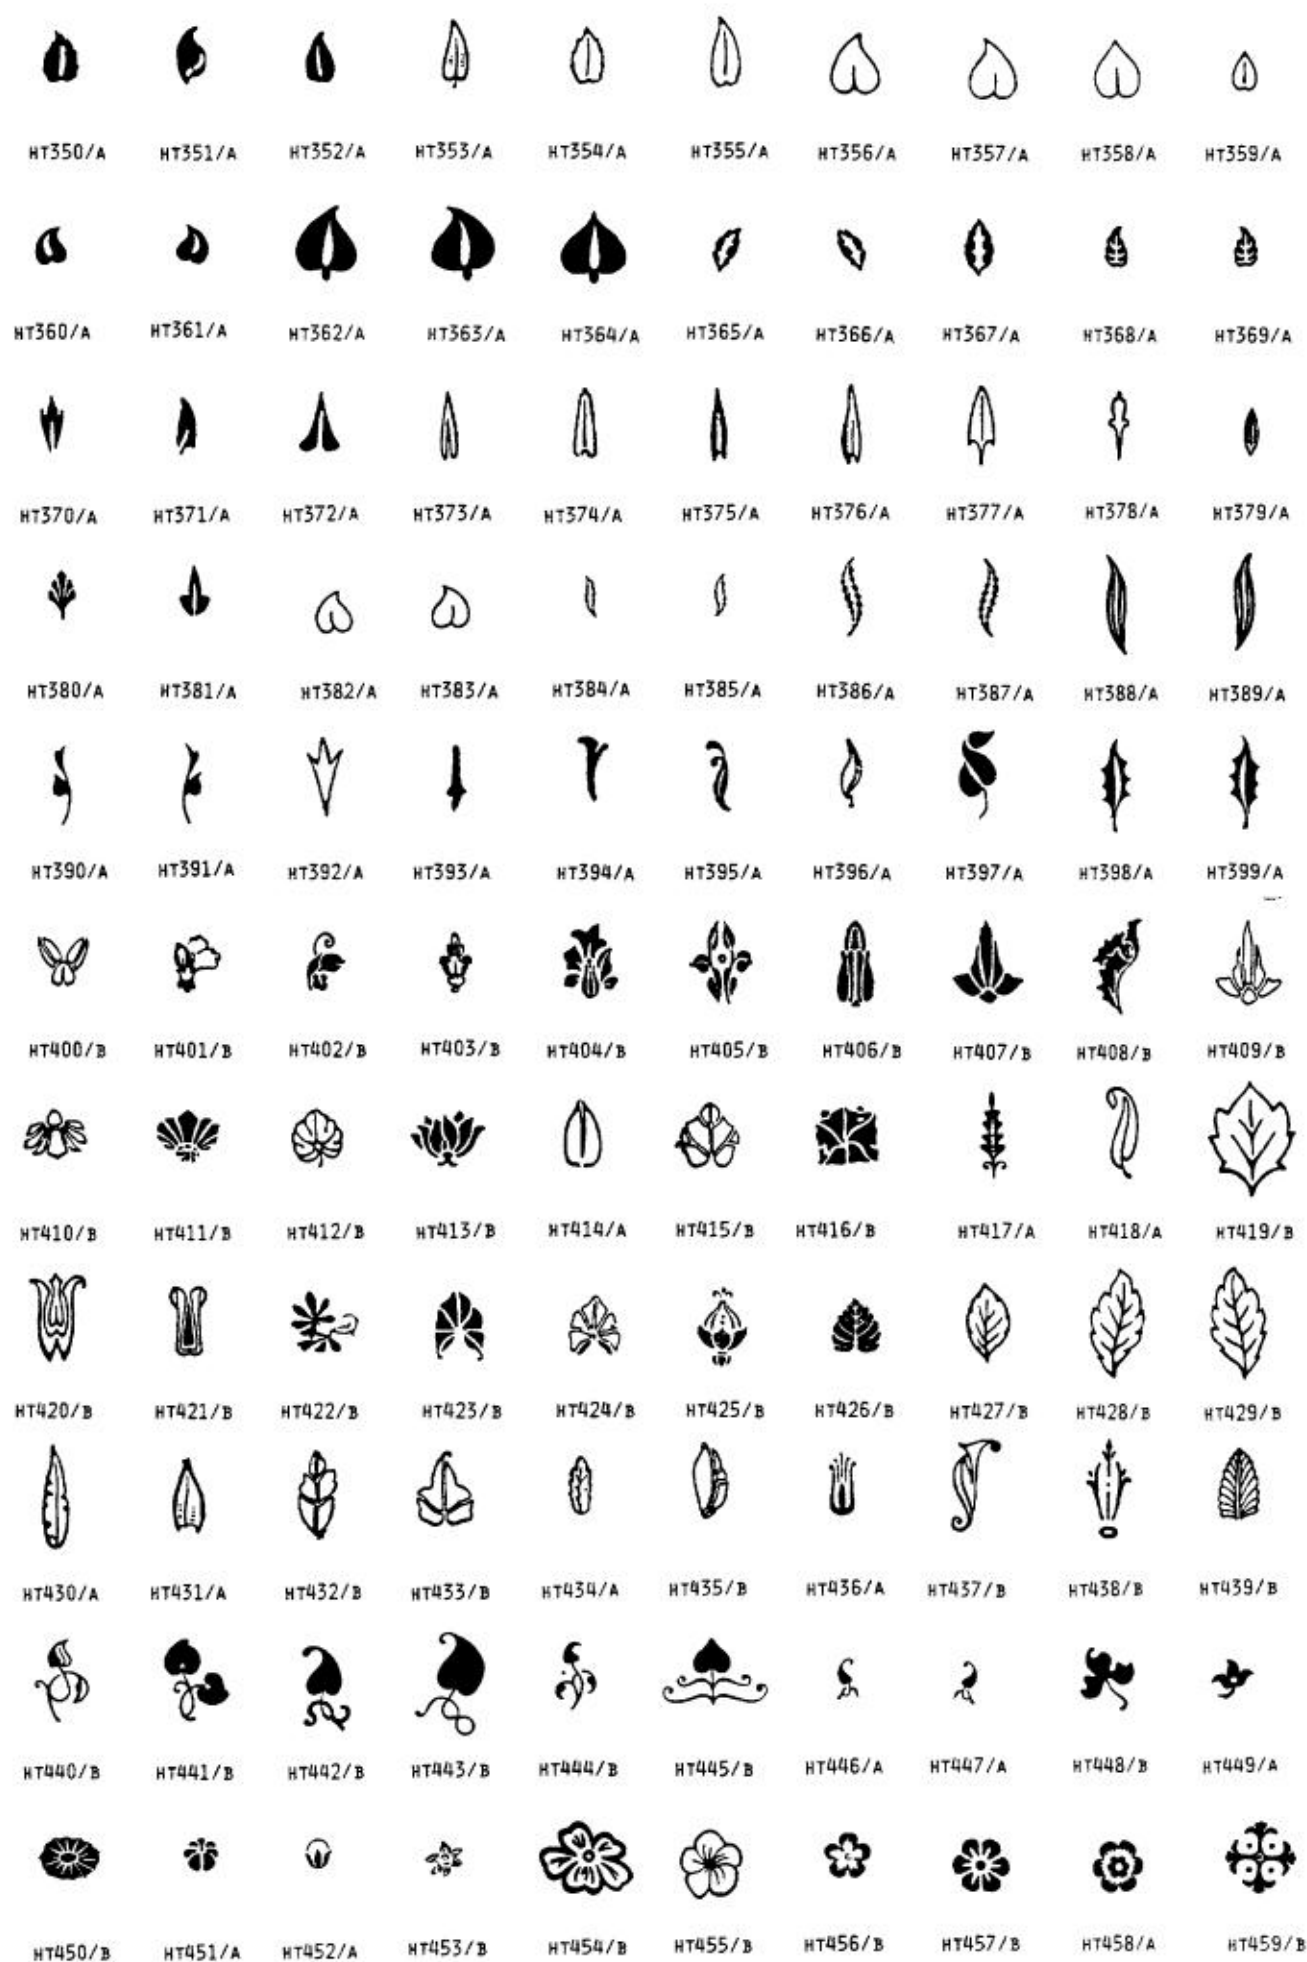 HT350/A HT351/A HT352/A HT353/A HT354/A HT355/A HT356/A HT357/A HT358/A HT359/A
HT360/A HT361/A HT362/A HT363/A HT364/A HT365/A HT366/A HT367/A HT368/A HT369/A
HT370/A HT371/A HT372/A HT373/A HT374/A HT375/A HT376/A HT377/A HT378/A HT379/A
HT380/A HT381/A HT382/A HT383/A HT384/A HT385/A HT386/A HT387/A HT388/A HT389/A
HT390/A HT391/A HT392/A HT393/A HT394/A HT395/A HT396/A HT397/A HT398/A HT399/A
HT400/B HT401/B HT402/B HT403/B HT404/B HT405/B HT406/B HT407/B HT408/B HT409/B
HT410/B HT411/B HT412/B HT413/B HT414/A HT415/B HT416/B HT417/A HT418/A HT419/B
HT420/B HT421/B HT422/B HT423/B HT424/B HT425/B HT426/B HT427/B HT428/B HT429/B
HT430/A HT431/A HT432/B HT433/B HT434/A HT435/B HT436/A HT437/B HT438/B HT439/B
HT440/B HT441/B HT442/B HT443/B HT444/B HT445/B HT446/A HT447/A HT448/B HT449/A
HT450/B HT451/A HT452/A HT453/B HT454/B HT455/B HT456/B HT457/B HT458/A HT459/B